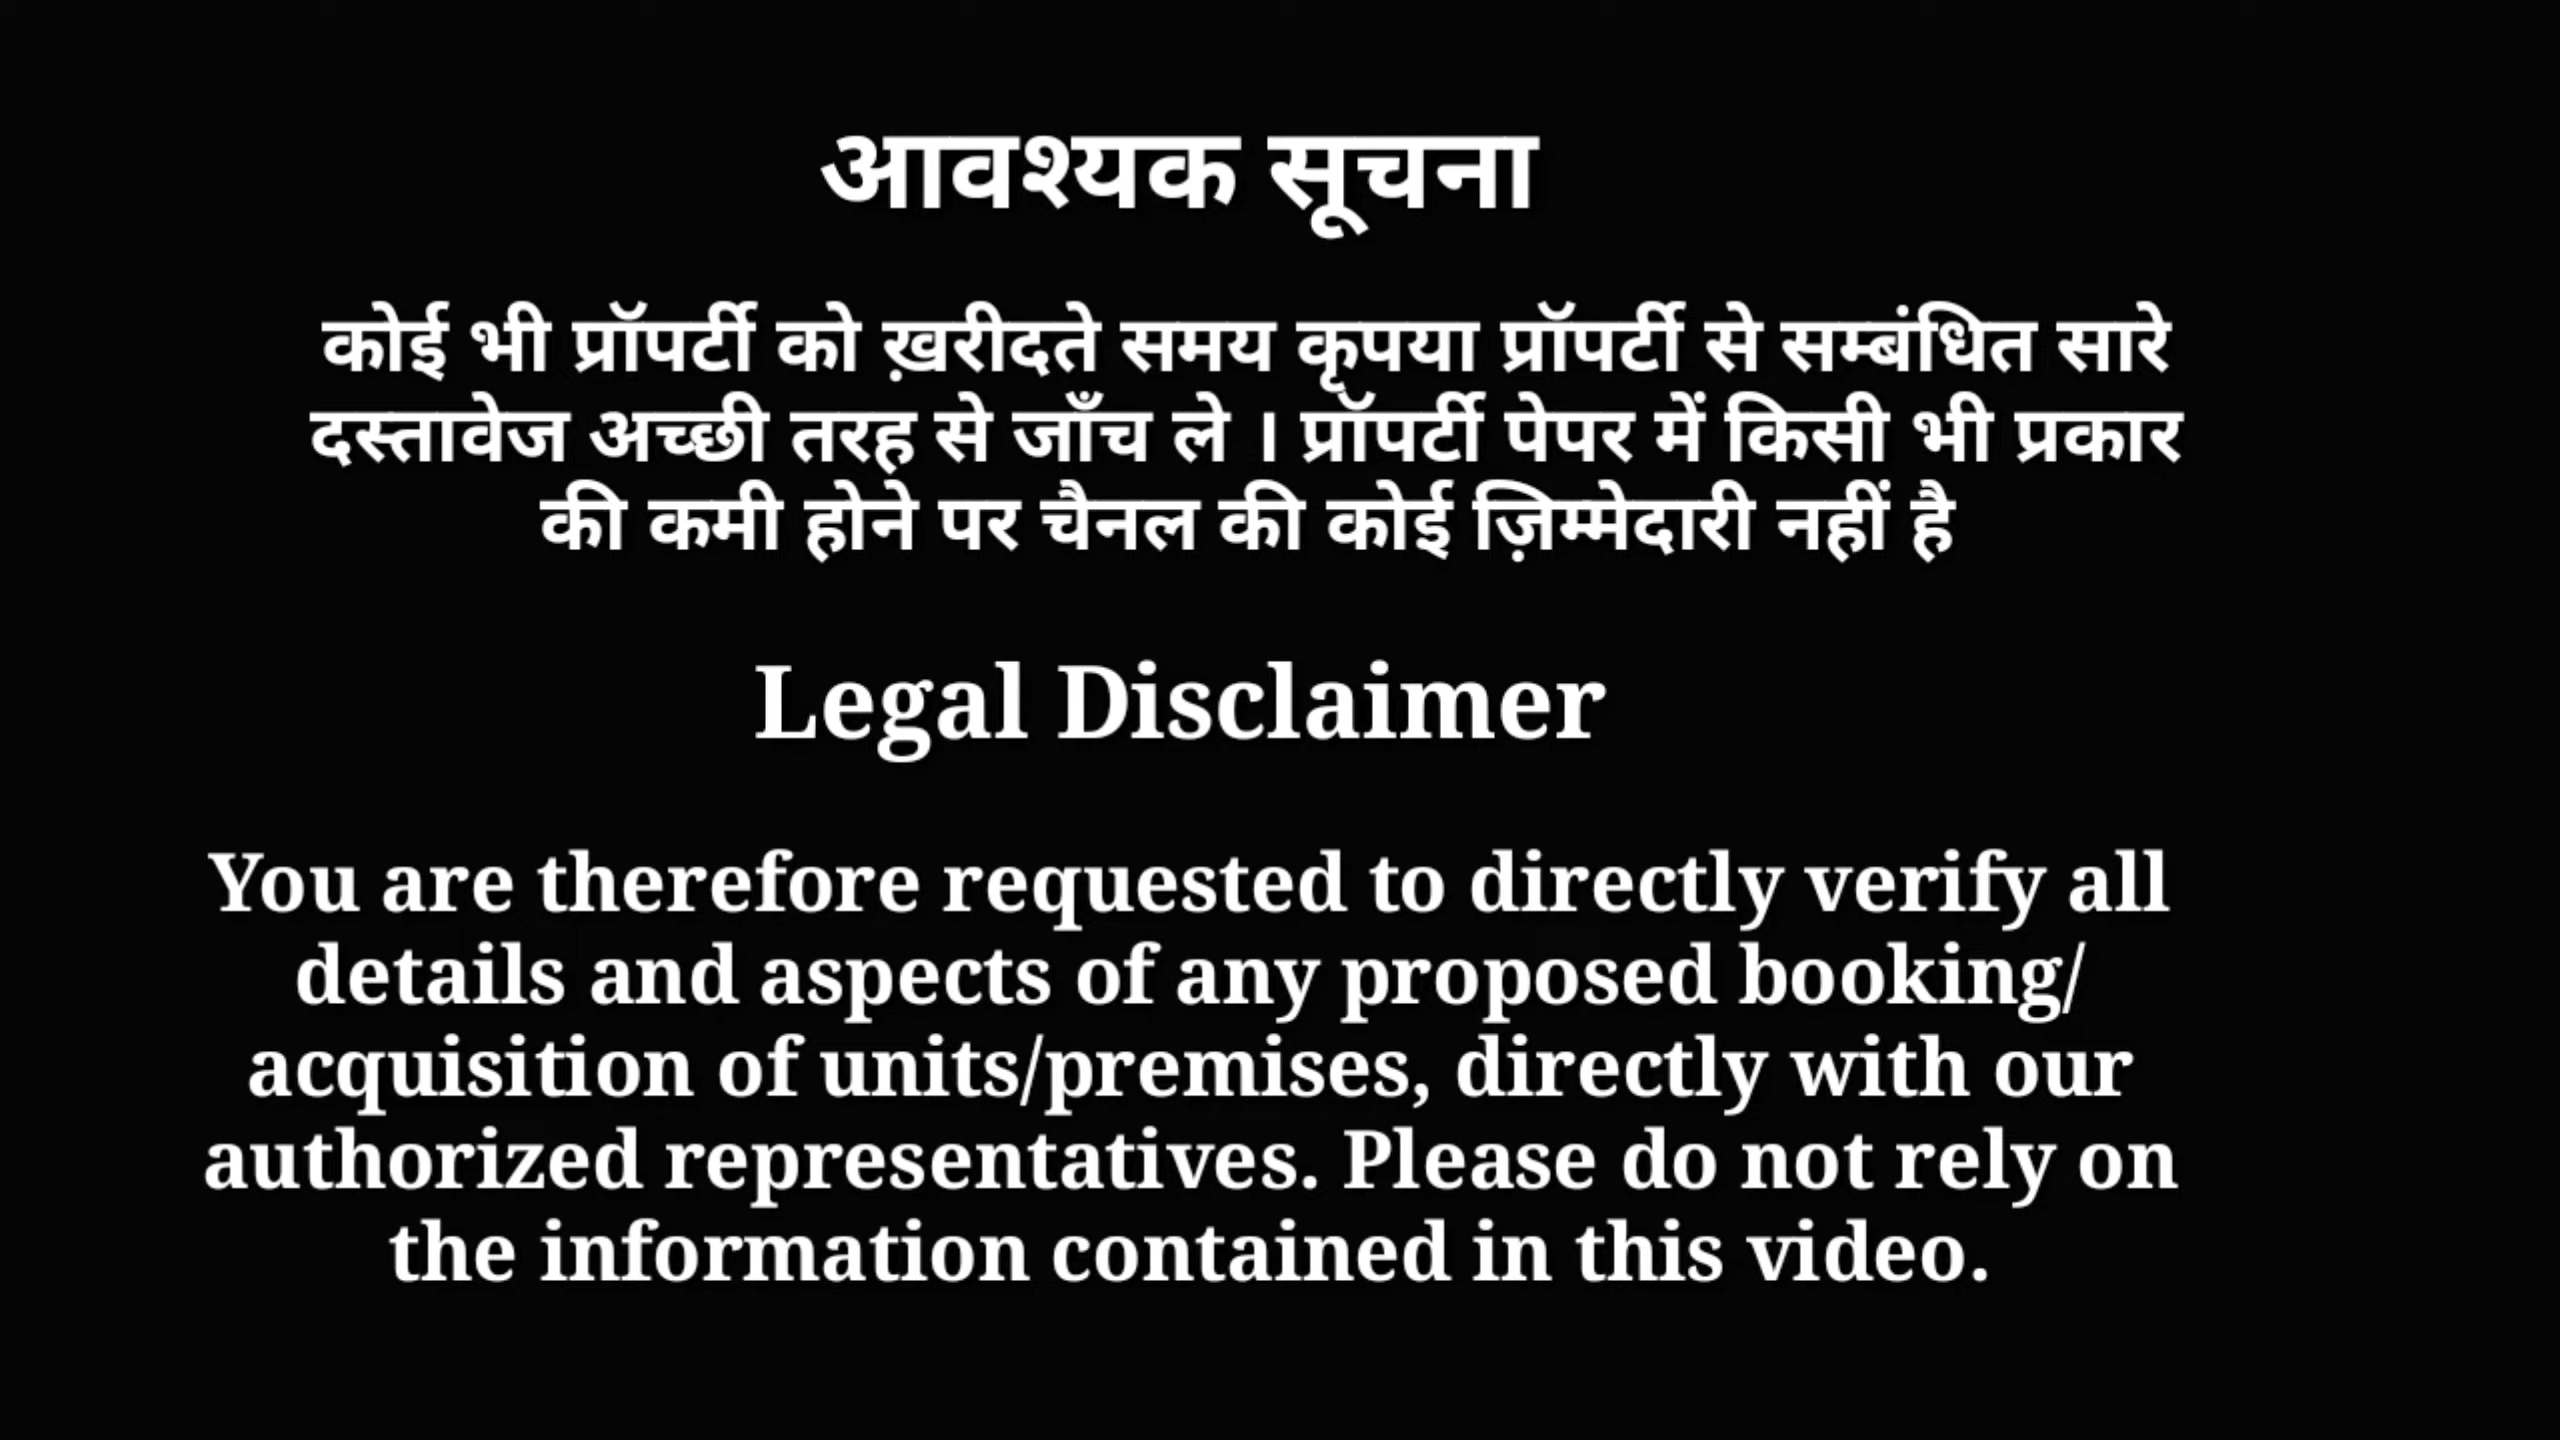 आवश्यक सूचना
कोई भी प्रॉपर्टी को ख़रीदते समय कृपया प्रॉपर्टी से सम्बंधित सारे
दस्तावेज अच्छी तरह से जाँच ले । प्रॉपर्टी पेपर में किसी भी प्रकार
की कमी होने पर चैनल की कोई ज़िम्मेदारी नहीं है
Legal Disclaimer
You are therefore requested to directly verify all
details and aspects of any proposed booking/
acquisition of units/premises, directly with our
authorized representatives. Please do not rely on
the information contained in this video.